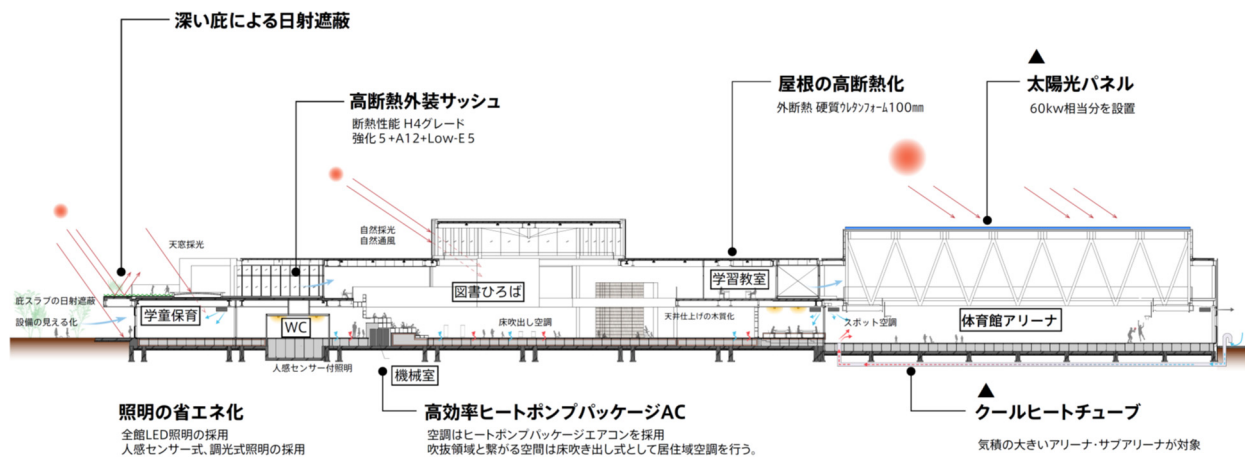 深い庇による日射遮蔽
高断熱外装サッシュ
断熱性能 H4グレード
強化5+A12+Low-E5
屋根の高断熱化
外断熱 硬質ウレタンフォーム100㎜
▲
太陽光パネル
60kw相当分を設置
自然採光
自然通風
天窓採光
庇スラブの日射遮蔽
設備の見える化
学童保育
WC
図書ひろば
学習教室
床吹出し空調
天井仕上げの木質化
スポット空調
体育館アリーナ
人感センサー付照明
機械室
照明の省エネ化
全館LED照明の採用
人感センサー式、調光式照明の採用
高効率ヒートポンプパッケージAC
空調はヒートポンプパッケージエアコンを採用
吹抜領域と繋がる空間は床吹き出し式として居住域空調を行う。
▲
クールヒートチューブ
気積の大きいアリーナ・サブアリーナが対象